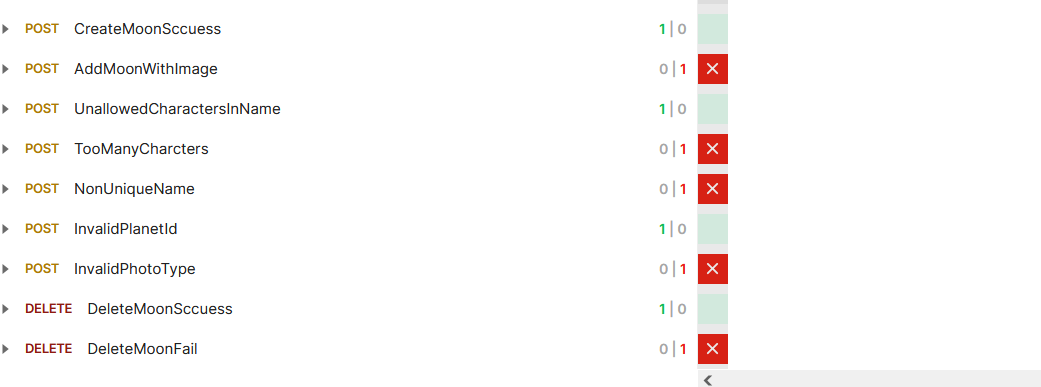 POST CreateMoonSccuess 1 | 0
POST AddMoonWithImage 0 | 1
POST UnallowedCharactersInName 1 | 0
POST TooManyCharcters 0 | 1
POST NonUniqueName 0 | 1
POST InvalidPlanetId 1 | 0
POST InvalidPhotoType 0 | 1
DELETE DeleteMoonSccuess 1 | 0
DELETE DeleteMoonFail 0 | 1